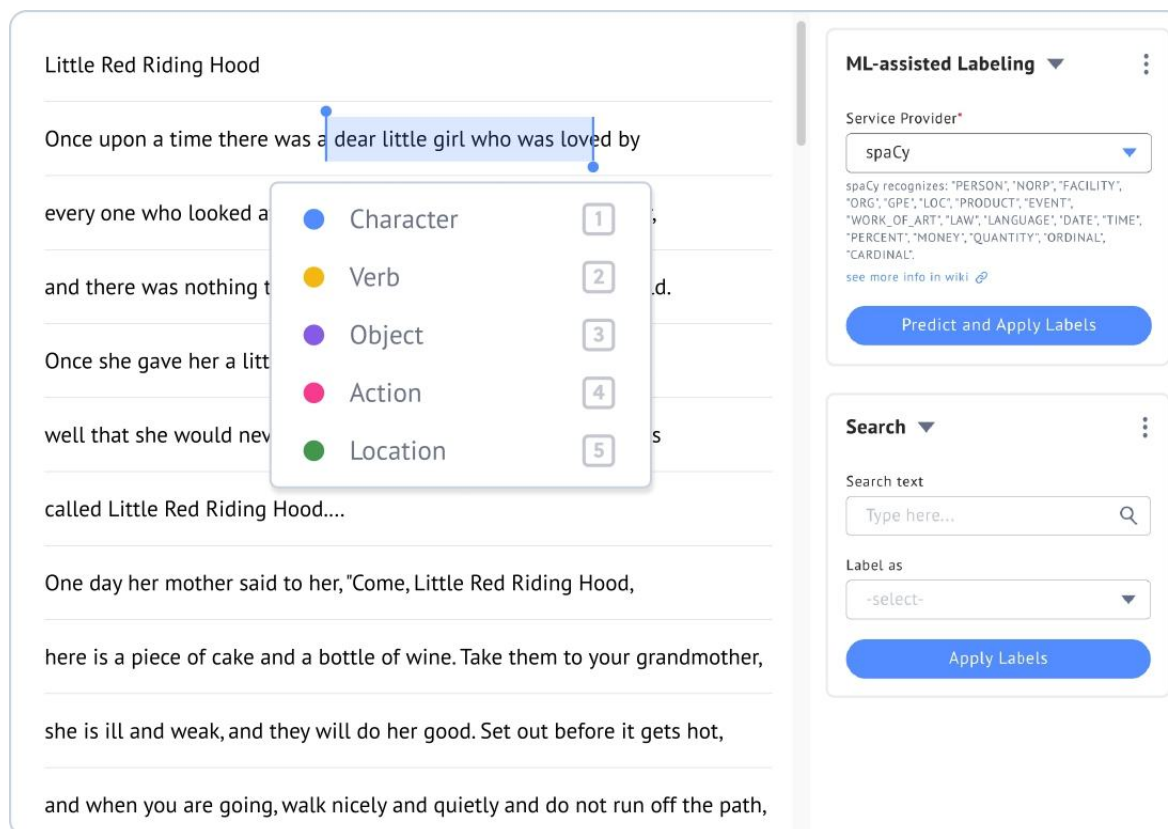 Little Red Riding Hood
Once upon a time there was a dear little girl who was loved by
every one who looked a
,
and there was nothing t
ld.
Once she gave her a litt
well that she would nev
s
called Little Red Riding Hood....
One day her mother said to her, "Come, Little Red Riding Hood,
here is a piece of cake and a bottle of wine. Take them to your grandmother,
she is ill and weak, and they will do her good. Set out before it gets hot,
and when you are going, walk nicely and quietly and do not run off the path,
Character 1
Verb 2
Object 3
Action 4
Location 5
ML-assisted Labeling
Service Provider*
spaCy
spaCy recognizes: "PERSON", "NORP", "FACILITY",
"ORG", "GPE", "LOC", "PRODUCT", "EVENT",
"WORK_OF_ART", "LAW", "LANGUAGE", "DATE", "TIME",
"PERCENT", "MONEY", "QUANTITY", "ORDINAL",
"CARDINAL".
see more info in wiki
Predict and Apply Labels
Search
Search text
Type here...
Label as
-select-
Apply Labels